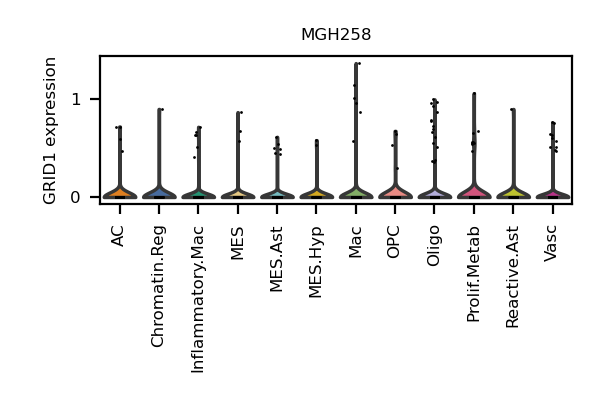 MGH258
GRID1 expression
1
0
AC
Chromatin.Reg
Inflammatory.Mac
MES
MES.Ast
MES.Hyp
Mac
OPC
Oligo
Prolif.Metab
Reactive.Ast
Vasc